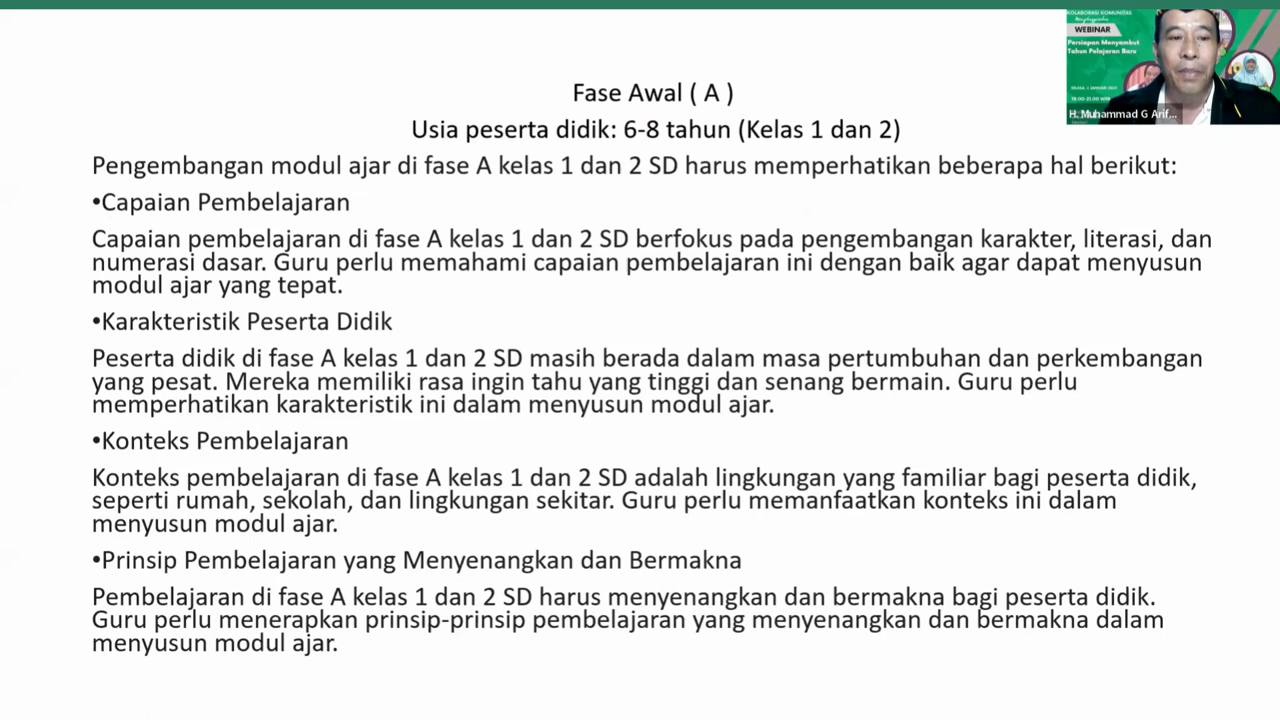 KOLABORASI KOMUNITAS
WEBINAR
Persiapan Menyambut
Tahun Pelajaran Baru
H. Muhammad G Arif...
Fase Awal ( A )
Usia peserta didik: 6-8 tahun (Kelas 1 dan 2)
Pengembangan modul ajar di fase A kelas 1 dan 2 SD harus memperhatikan beberapa hal berikut:
•Capaian Pembelajaran
Capaian pembelajaran di fase A kelas 1 dan 2 SD berfokus pada pengembangan karakter, literasi, dan
numerasi dasar. Guru perlu memahami capaian pembelajaran ini dengan baik agar dapat menyusun
modul ajar yang tepat.
•Karakteristik Peserta Didik
Peserta didik di fase A kelas 1 dan 2 SD masih berada dalam masa pertumbuhan dan perkembangan
yang pesat. Mereka memiliki rasa ingin tahu yang tinggi dan senang bermain. Guru perlu
memperhatikan karakteristik ini dalam menyusun modul ajar.
•Konteks Pembelajaran
Konteks pembelajaran di fase A kelas 1 dan 2 SD adalah lingkungan yang familiar bagi peserta didik,
seperti rumah, sekolah, dan lingkungan sekitar. Guru perlu memanfaatkan konteks ini dalam
menyusun modul ajar.
•Prinsip Pembelajaran yang Menyenangkan dan Bermakna
Pembelajaran di fase A kelas 1 dan 2 SD harus menyenangkan dan bermakna bagi peserta didik.
Guru perlu menerapkan prinsip-prinsip pembelajaran yang menyenangkan dan bermakna dalam
menyusun modul ajar.